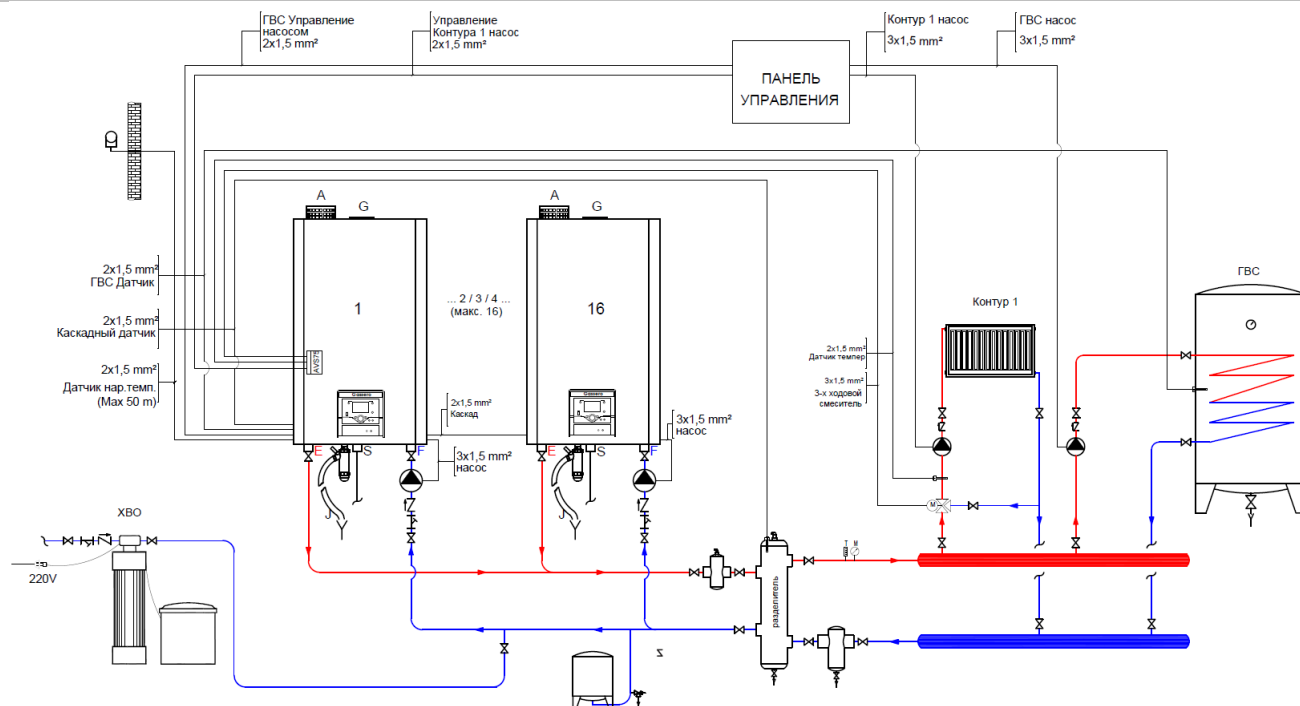 ГВС Управление
насосом
2x1,5 mm²
Управление
Контура 1 насос
2x1,5 mm²
Контур 1 насос
3x1,5 mm²
ГВС насос
3x1,5 mm²
ПАНЕЛЬ
УПРАВЛЕНИЯ
A
G
A
G
2x1,5 mm²
ГВС Датчик
2x1,5 mm²
Каскадный датчик
2x1,5 mm²
Датчик нар.темп.
(Max 50 m)
1
AVS75
... 2 / 3 / 4 ...
(макс. 16)
16
2x1,5 mm²
Каскад
3x1,5 mm²
насос
3x1,5 mm²
насос
E
S
F
J
E
S
F
J
2x1,5 mm²
Датчик темпер
3x1,5 mm²
3-х ходовой
смеситель
Контур 1
ГВС
M
T
M
ХВО
220V
разделитель
z